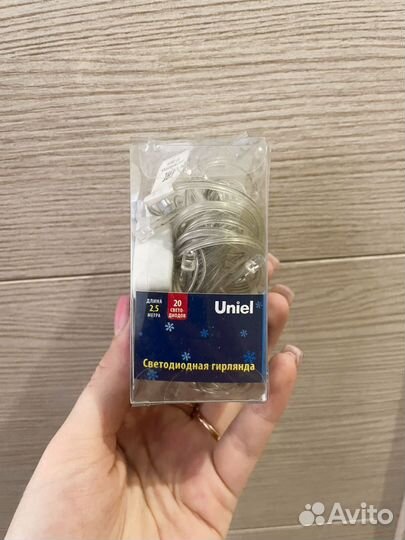 ДЛИНА
2,5
МЕТРА
20
СВЕТО-
ДИОДОВ
Uniel
Светодиодная гирлянда
Avito